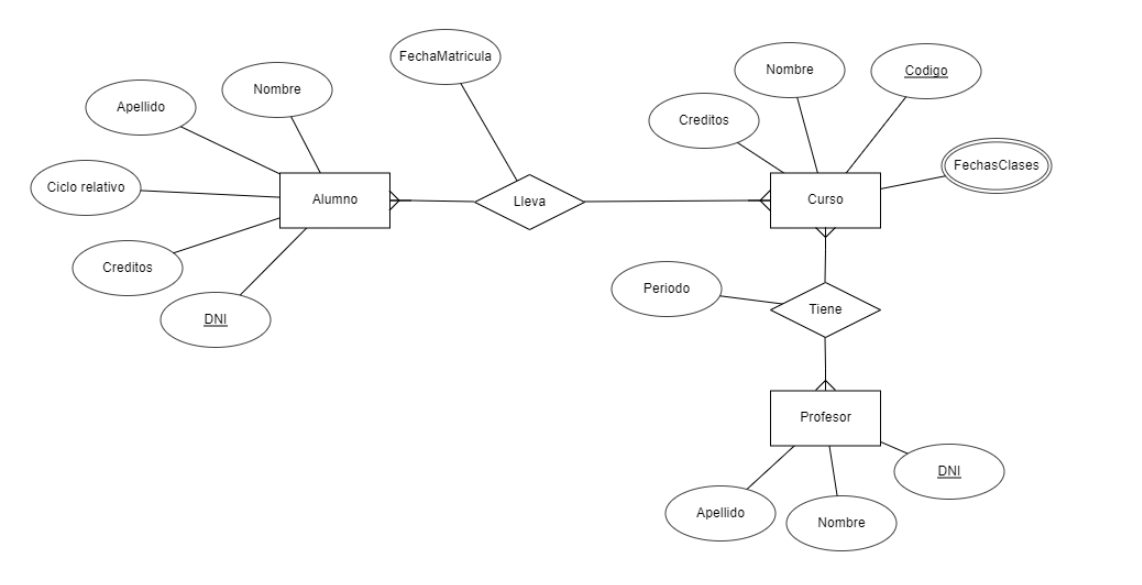 FechaMatricula
Nombre
Apellido
Ciclo relativo
Creditos
DNI
Alumno
Lleva
Nombre
Codigo
Creditos
FechasClases
Curso
Periodo
Tiene
Profesor
Apellido
Nombre
DNI